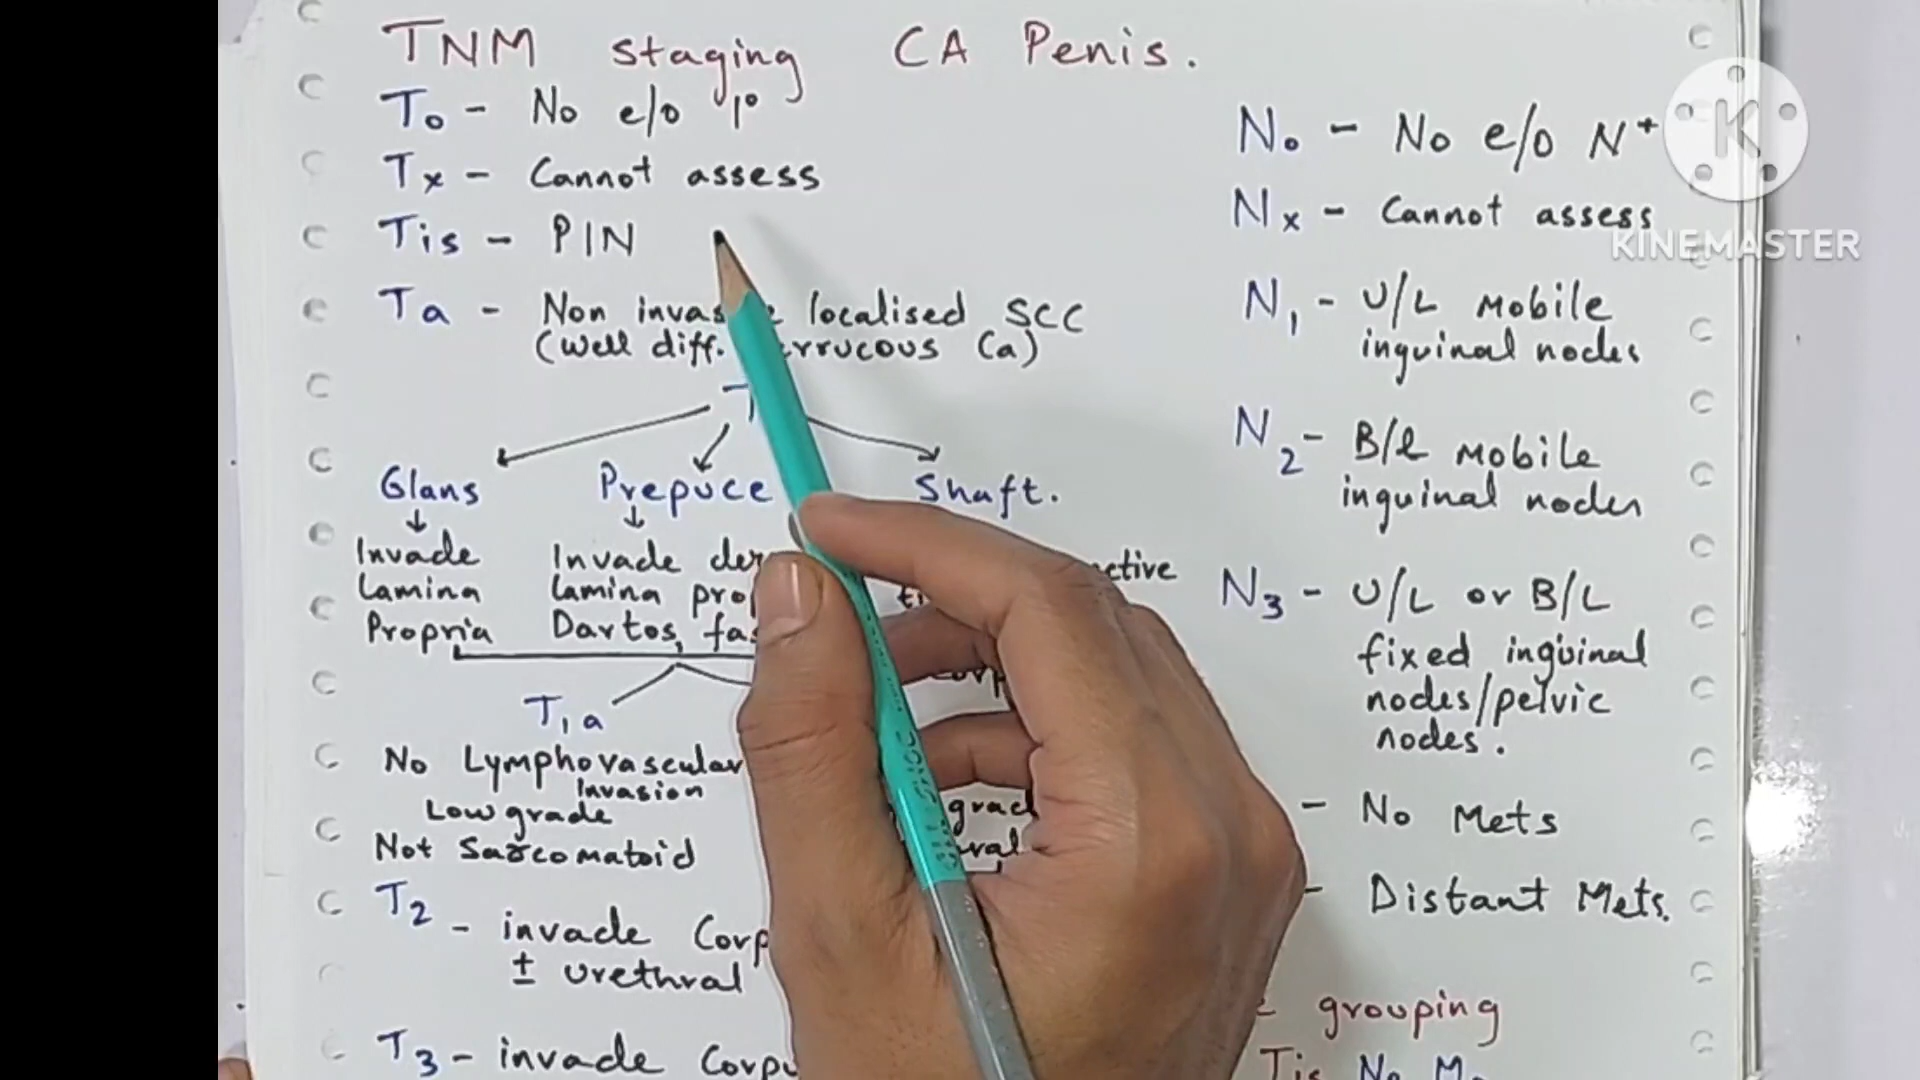 TNM staging CA Penis.
T0 - No e/o 1°
Tx - Cannot assess
Tis - PIN
Ta - Non localised SCC
(Well diff. Ca)
Glans Prepuce Shaft.
Invade Invade
Lamina Lamina
Propria Dartos
T1a
No Lymphovascular
Invasion
Low grade
Not Sarcomatoid
T2 - invade
± urethral
T3 - invade
N0 - No e/o N+
Nx - Cannot assess
N1 - U/L Mobile
inguinal nodes
N2 - B/L Mobile
inguinal nodes
N3 - U/L or B/L
fixed inguinal
nodes/pelvic
nodes.
- No Mets
- Distant Mets.
grouping
Tis No Mo
K
KINEMASTER